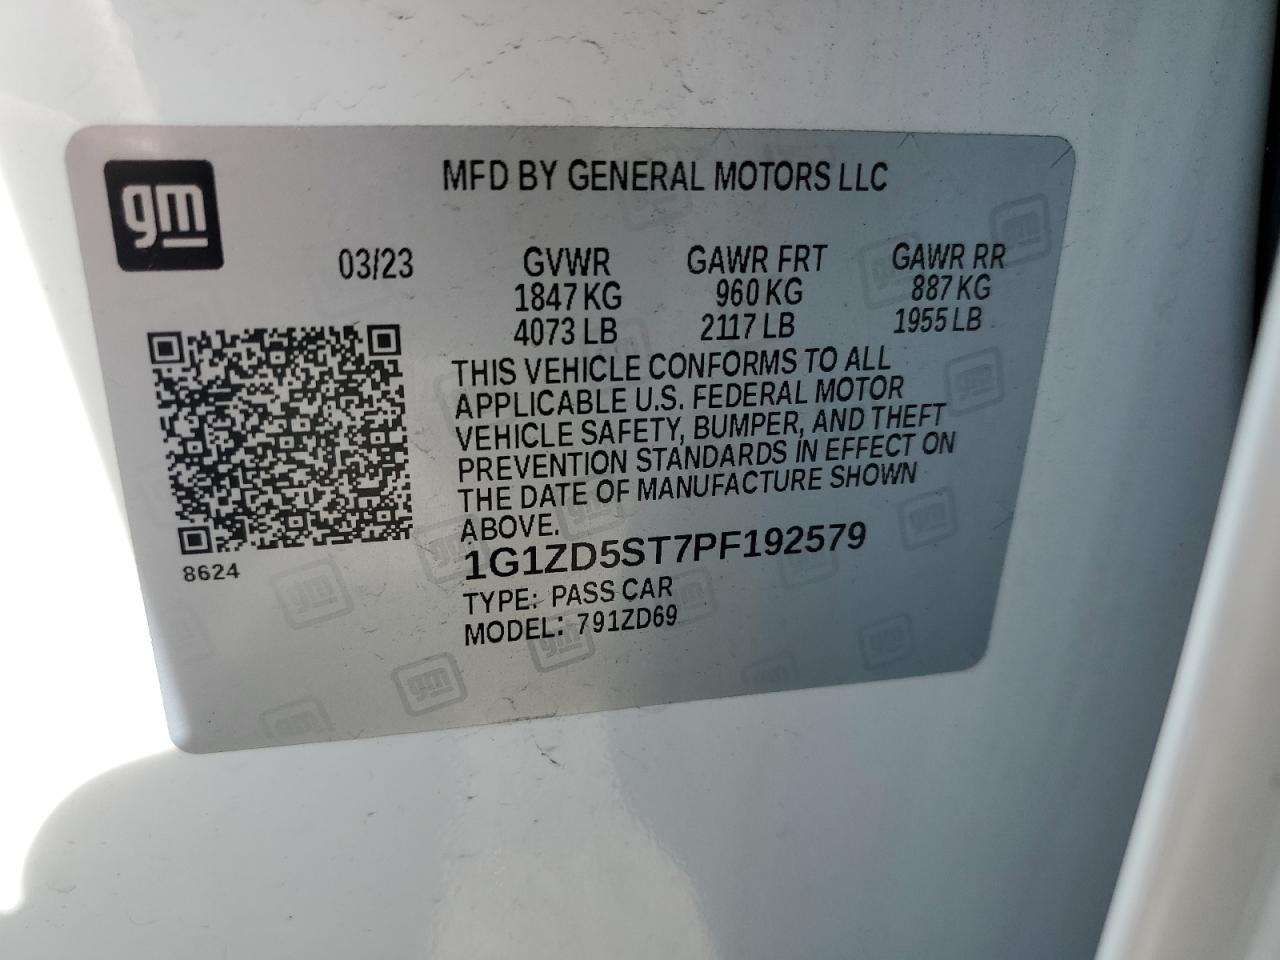 gm
MFD BY GENERAL MOTORS LLC
03/23 GVWR GAWR FRT GAWR RR
1847 KG 960 KG 887 KG
4073 LB 2117 LB 1955 LB
THIS VEHICLE CONFORMS TO ALL
APPLICABLE U.S. FEDERAL MOTOR
VEHICLE SAFETY, BUMPER, AND THEFT
PREVENTION STANDARDS IN EFFECT ON
THE DATE OF MANUFACTURE SHOWN
ABOVE.
8624
1G1ZD5ST7PF192579
TYPE: PASS CAR
MODEL: 791ZD69